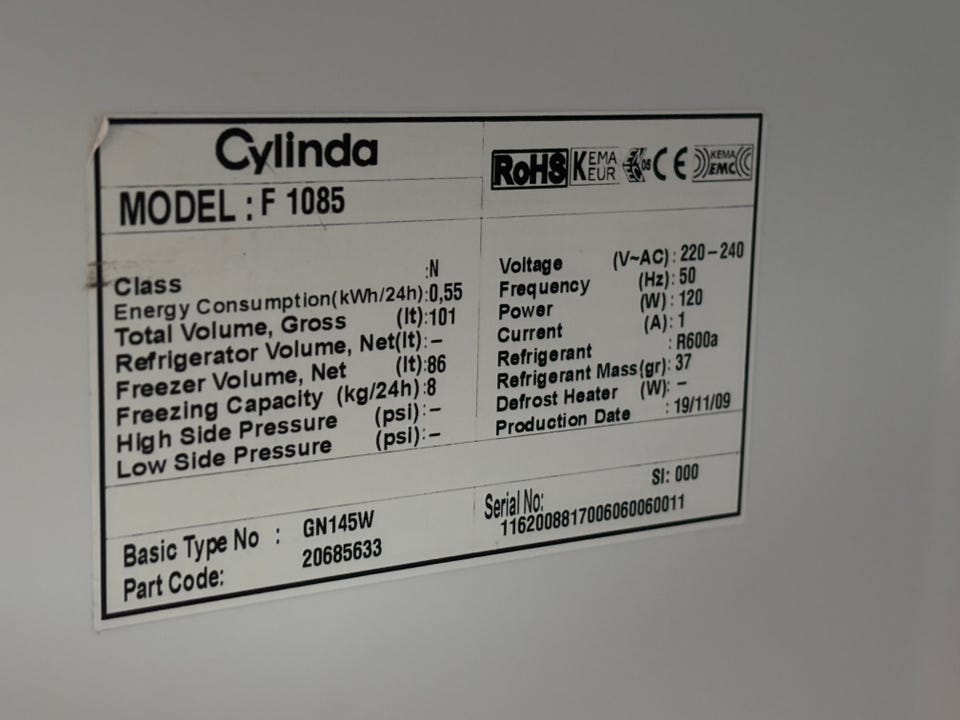 Cylinda
MODEL : F 1085
RoHS KEMA EUR 05 CE KEMA EMC
Class :N
Energy Consumption(kWh/24h):0,55
Total Volume, Gross (lt):101
Refrigerator Volume, Net(lt): –
Freezer Volume, Net (lt):86
Freezing Capacity (kg/24h):8
High Side Pressure (psi): –
Low Side Pressure (psi): –
Voltage (V~AC) : 220–240
Frequency (Hz) : 50
Power (W) : 120
Current (A) : 1
Refrigerant : R600a
Refrigerant Mass(gr): 37
Defrost Heater (W): –
Production Date : 19/11/09
Basic Type No : GN145W
Part Code: 20685633
SI: 000
Serial No:
1162008817006060060011